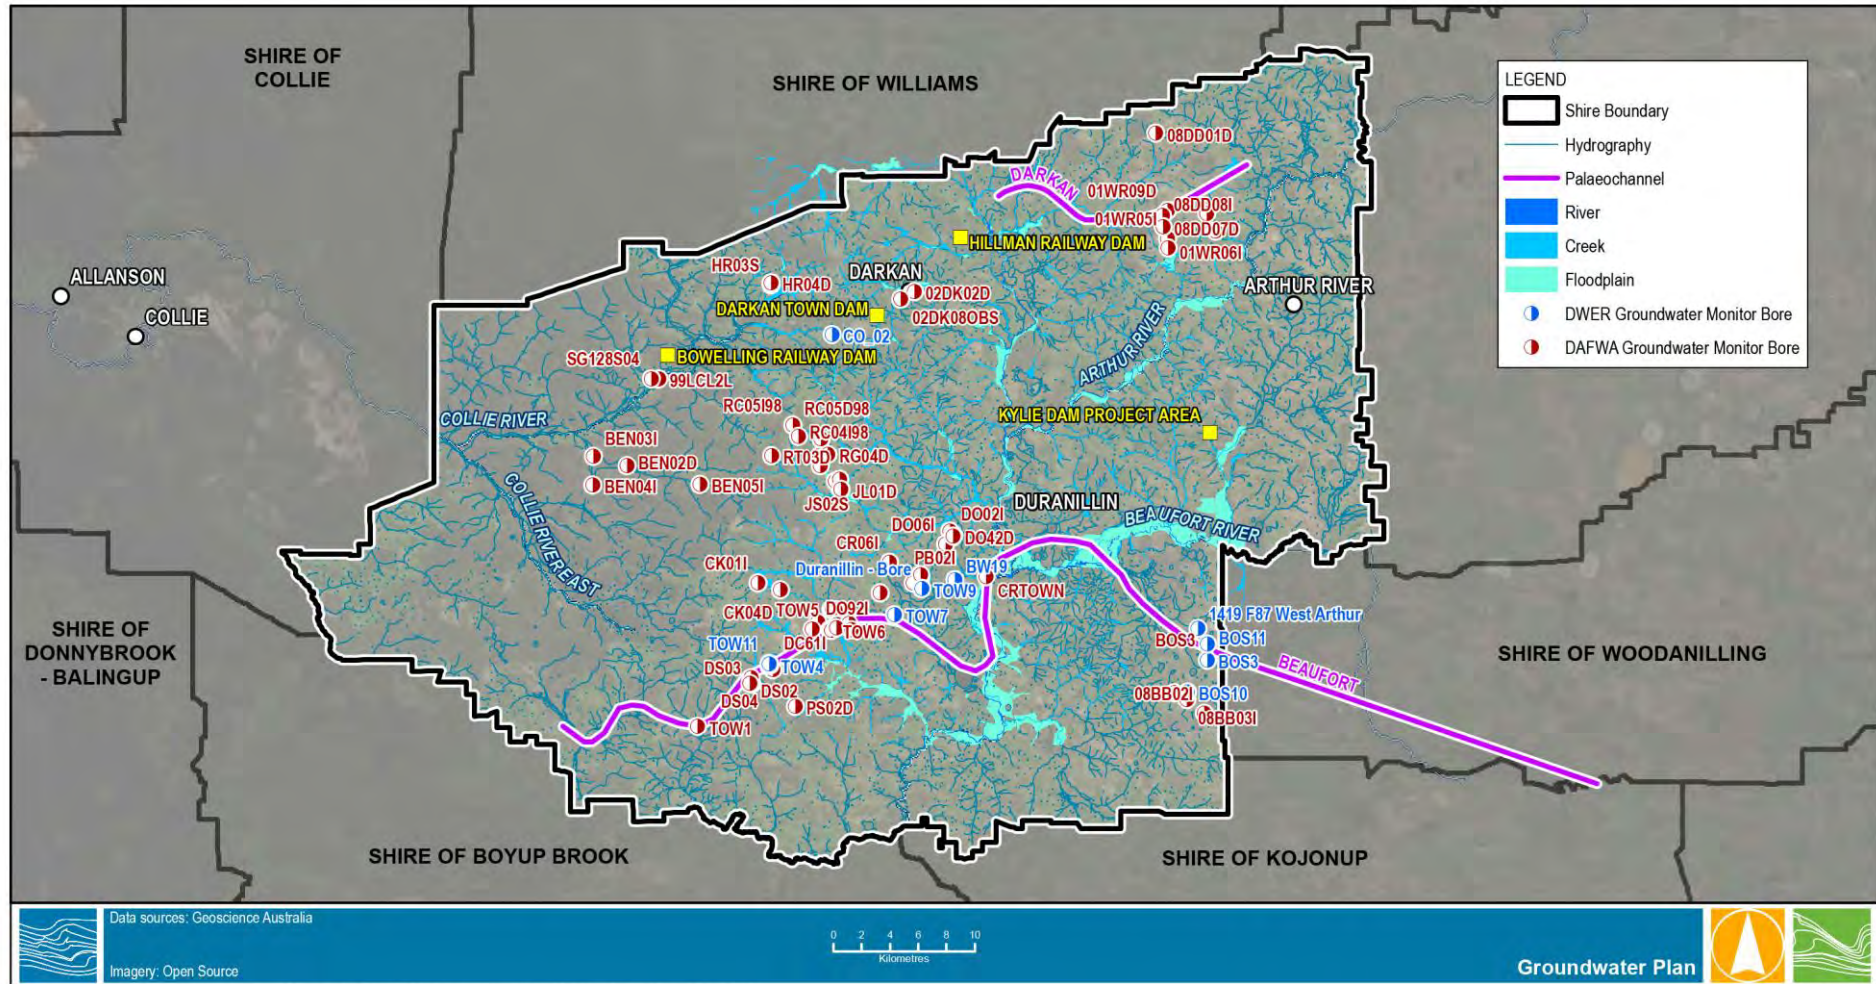 SHIRE OF
COLLIE
SHIRE OF WILLIAMS
LEGEND
Shire Boundary
Hydrography
Palaeochannel
River
Creek
Floodplain
DWER Groundwater Monitor Bore
DAFWA Groundwater Monitor Bore
08DD01D
DARKAN
01WR09D
08DD08I
01WR05I
08DD07D
01WR06I
HILLMAN RAILWAY DAM
ALLANSON
COLLIE
HR03S
HR04D
DARKAN
02DK02D
02DK08OBS
DARKAN TOWN DAM
CO_02
ARTHUR RIVER
ARTHUR RIVER
SG128S04
BOWELLING RAILWAY DAM
99LCL2L
RC05I98
RC05D98
RC04I98
KYLIE DAM PROJECT AREA
COLLIE RIVER
BEN03I
BEN02D
RT03D
RG04D
BEN04I
BEN05I
JL01D
JS02S
COLLIE RIVER EAST
DURANILLIN
DO02I
DO06I
DO42D
BEAUFORT RIVER
CR06I
PB02I
CK01I
Duranillin - Bore
BW19
TOW9
CRTOWN
CK04D
TOW5
DO92I
TOW7
TOW6
DC61I
TOW11
TOW4
1419 F87 West Arthur
BOS3
BOS11
BOS3
BEAUFORT
DS03
DS02
DS04
PS02D
TOW1
08BB02I
BOS10
08BB03I
SHIRE OF
DONNYBROOK
- BALINGUP
SHIRE OF WOODANILLING
SHIRE OF BOYUP BROOK
SHIRE OF KOJONUP
Data sources: Geoscience Australia
Imagery: Open Source
0 2 4 6 8 10
Kilometres
Groundwater Plan